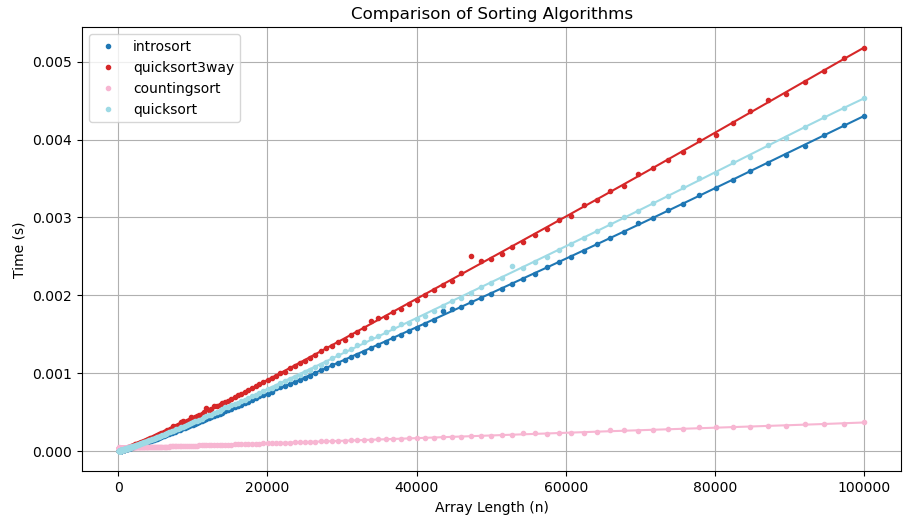 Comparison of Sorting Algorithms
introsort
quicksort3way
countingsort
quicksort
0.005
0.004
0.003
0.002
0.001
0.000
Time (s)
0
20000
40000
60000
80000
100000
Array Length (n)